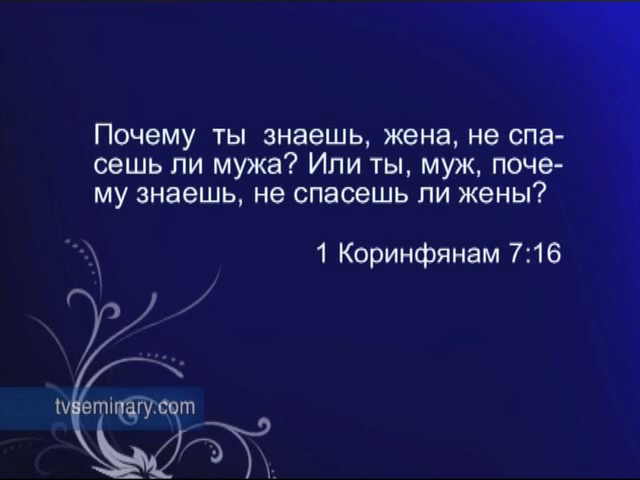 Почему ты знаешь, жена, не спа-
сешь ли мужа? Или ты, муж, поче-
му знаешь, не спасешь ли жены?
1 Коринфянам 7:16
tvseminary.com